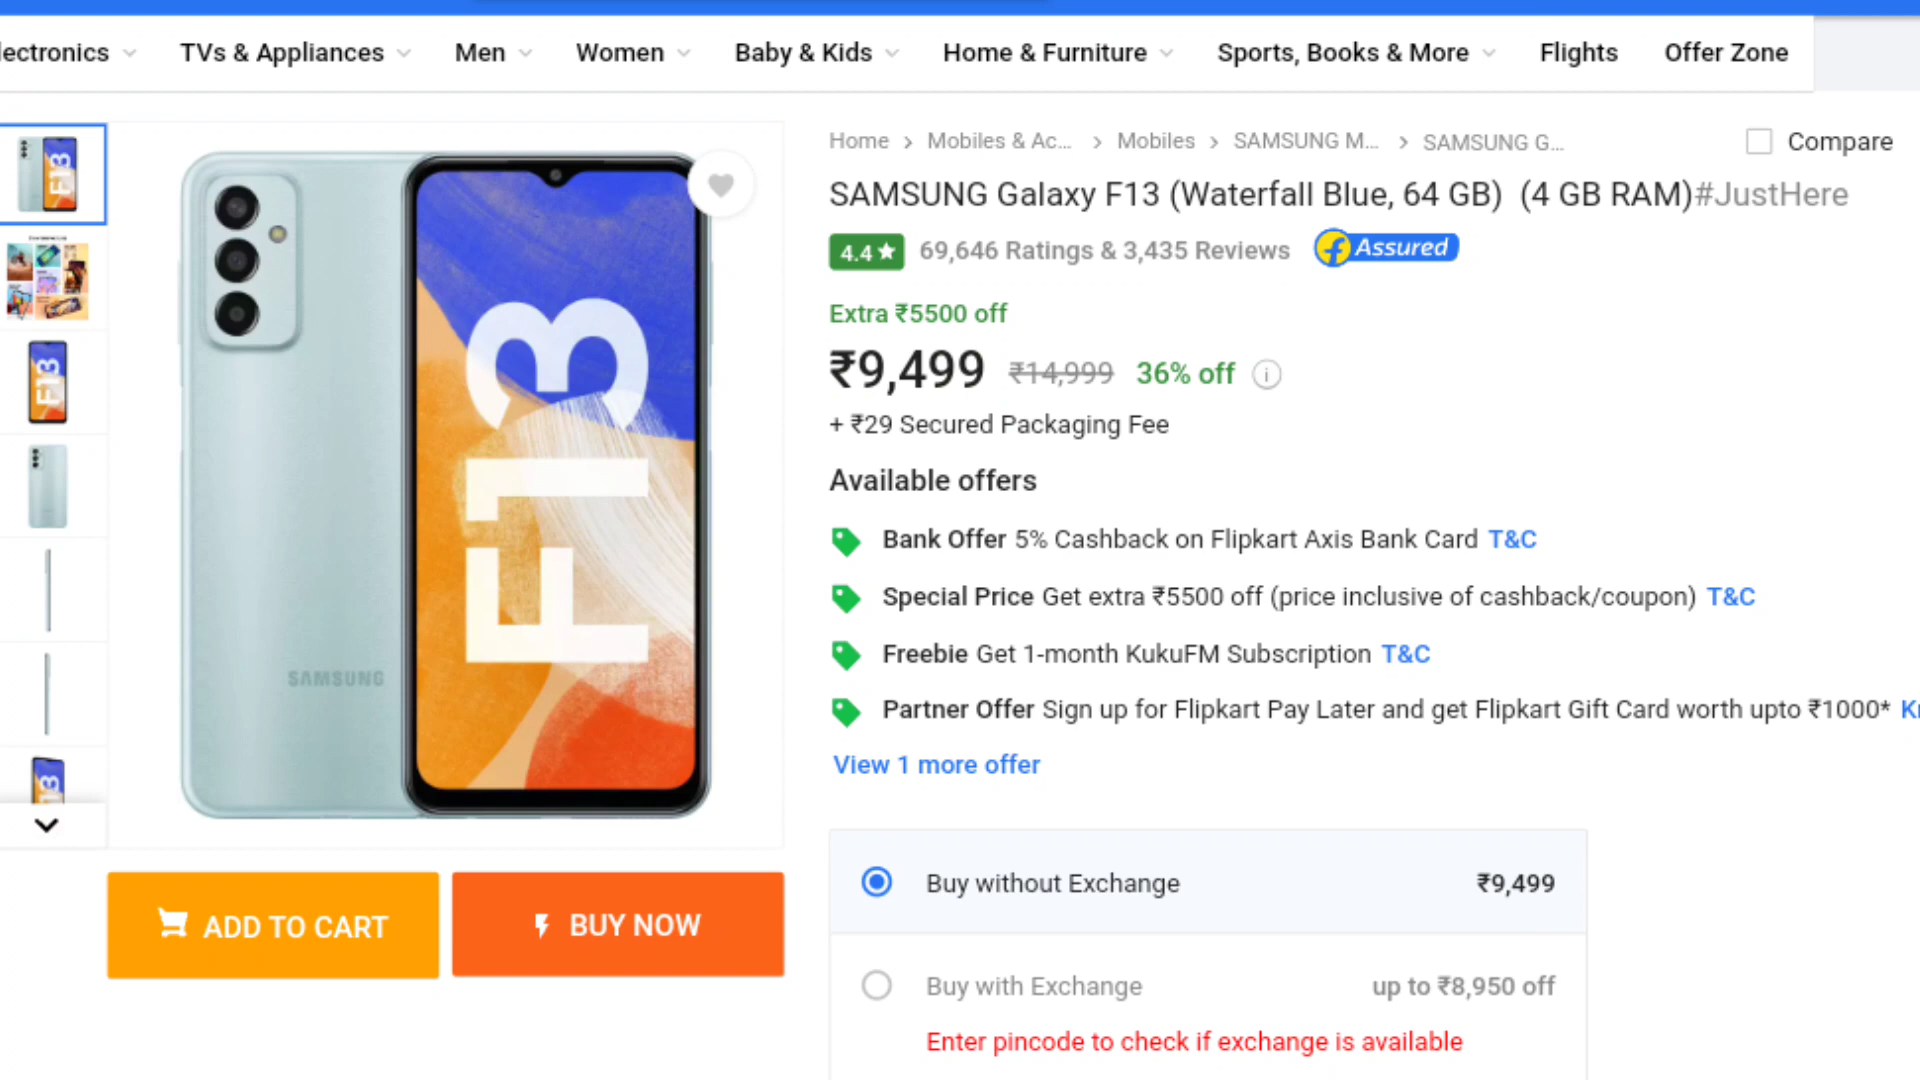 lectronics TVs & Appliances Men Women Baby & Kids Home & Furniture Sports, Books & More Flights Offer Zone
Home > Mobiles & Ac... > Mobiles > SAMSUNG M... > SAMSUNG G... Compare
SAMSUNG Galaxy F13 (Waterfall Blue, 64 GB) (4 GB RAM)#JustHere
4.4★ 69,646 Ratings & 3,435 Reviews Assured
Extra ₹5500 off
₹9,499 ₹14,999 36% off i
+ ₹29 Secured Packaging Fee
Available offers
Bank Offer 5% Cashback on Flipkart Axis Bank Card T&C
Special Price Get extra ₹5500 off (price inclusive of cashback/coupon) T&C
Freebie Get 1-month KukuFM Subscription T&C
Partner Offer Sign up for Flipkart Pay Later and get Flipkart Gift Card worth upto ₹1000*
View 1 more offer
F13
SAMSUNG
ADD TO CART
BUY NOW
Buy without Exchange ₹9,499
Buy with Exchange up to ₹8,950 off
Enter pincode to check if exchange is available